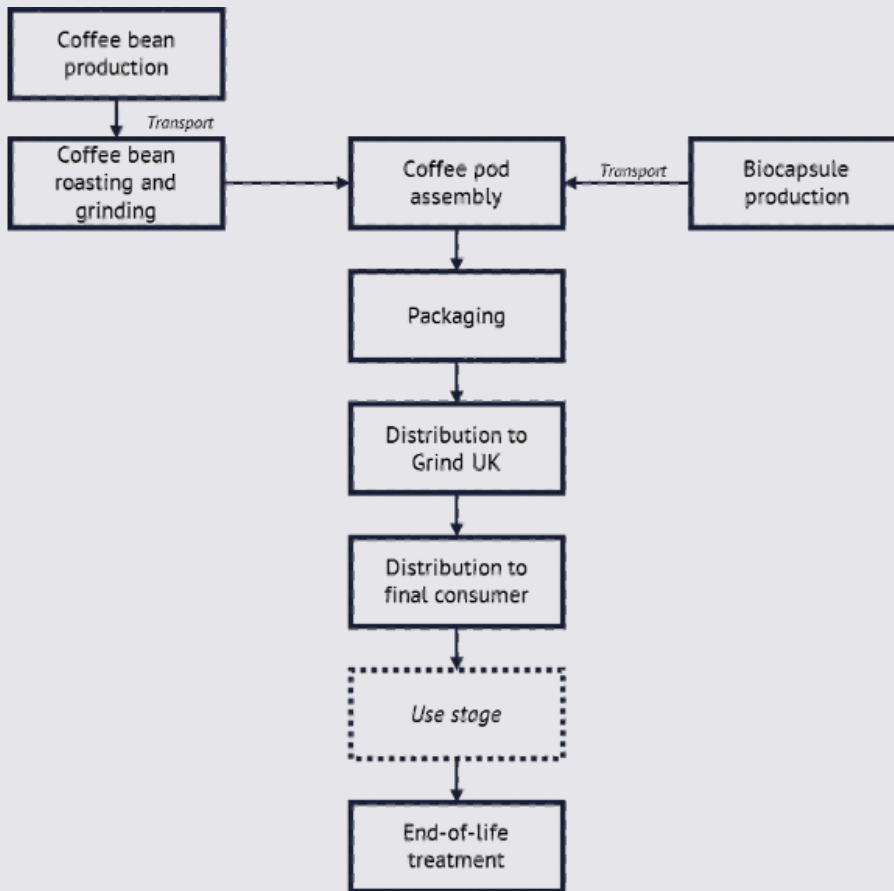 Coffee bean
production
Transport
Coffee bean
roasting and
grinding
Coffee pod
assembly
Transport
Biocapsule
production
Packaging
Distribution to
Grind UK
Distribution to
final consumer
Use stage
End-of-life
treatment